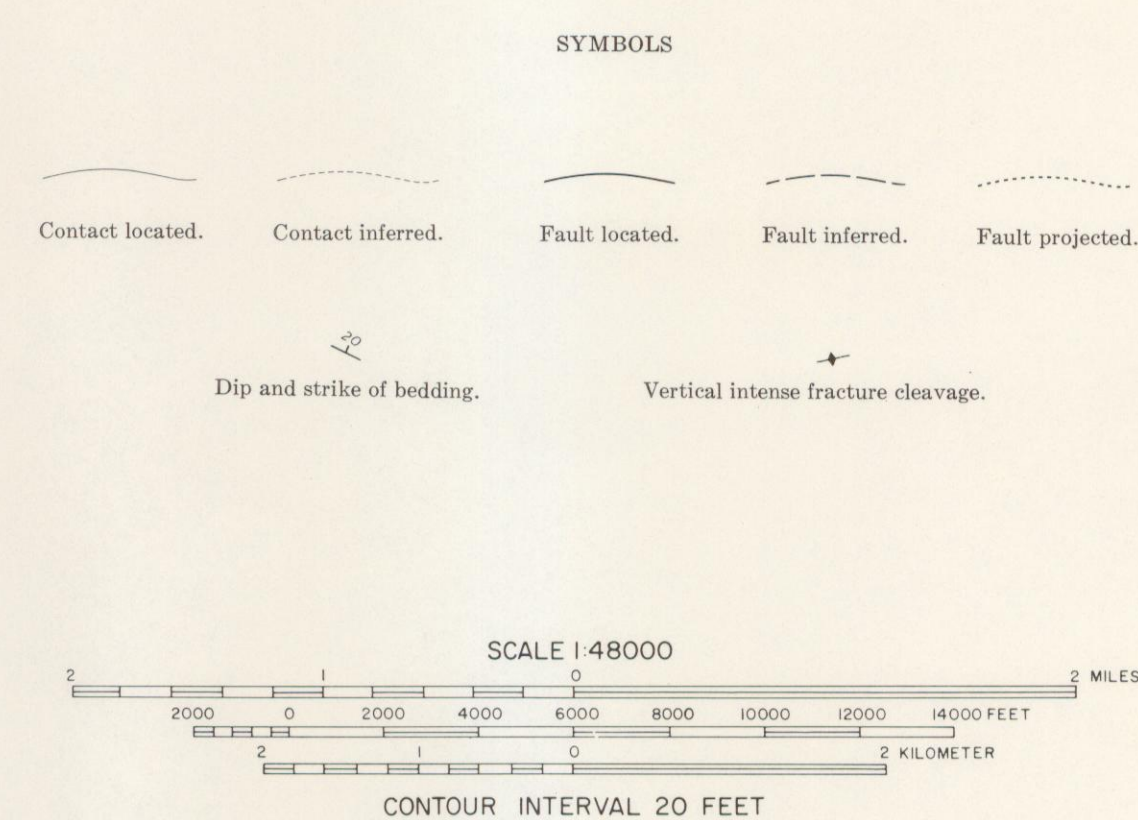 SYMBOLS
Contact located. Contact inferred. Fault located. Fault inferred. Fault projected.
20
Dip and strike of bedding. Vertical intense fracture cleavage.
SCALE 1:48000
2 1 0 2 MILES
2000 0 2000 4000 6000 8000 10000 12000 14000 FEET
2 1 0 2 KILOMETER
CONTOUR INTERVAL 20 FEET